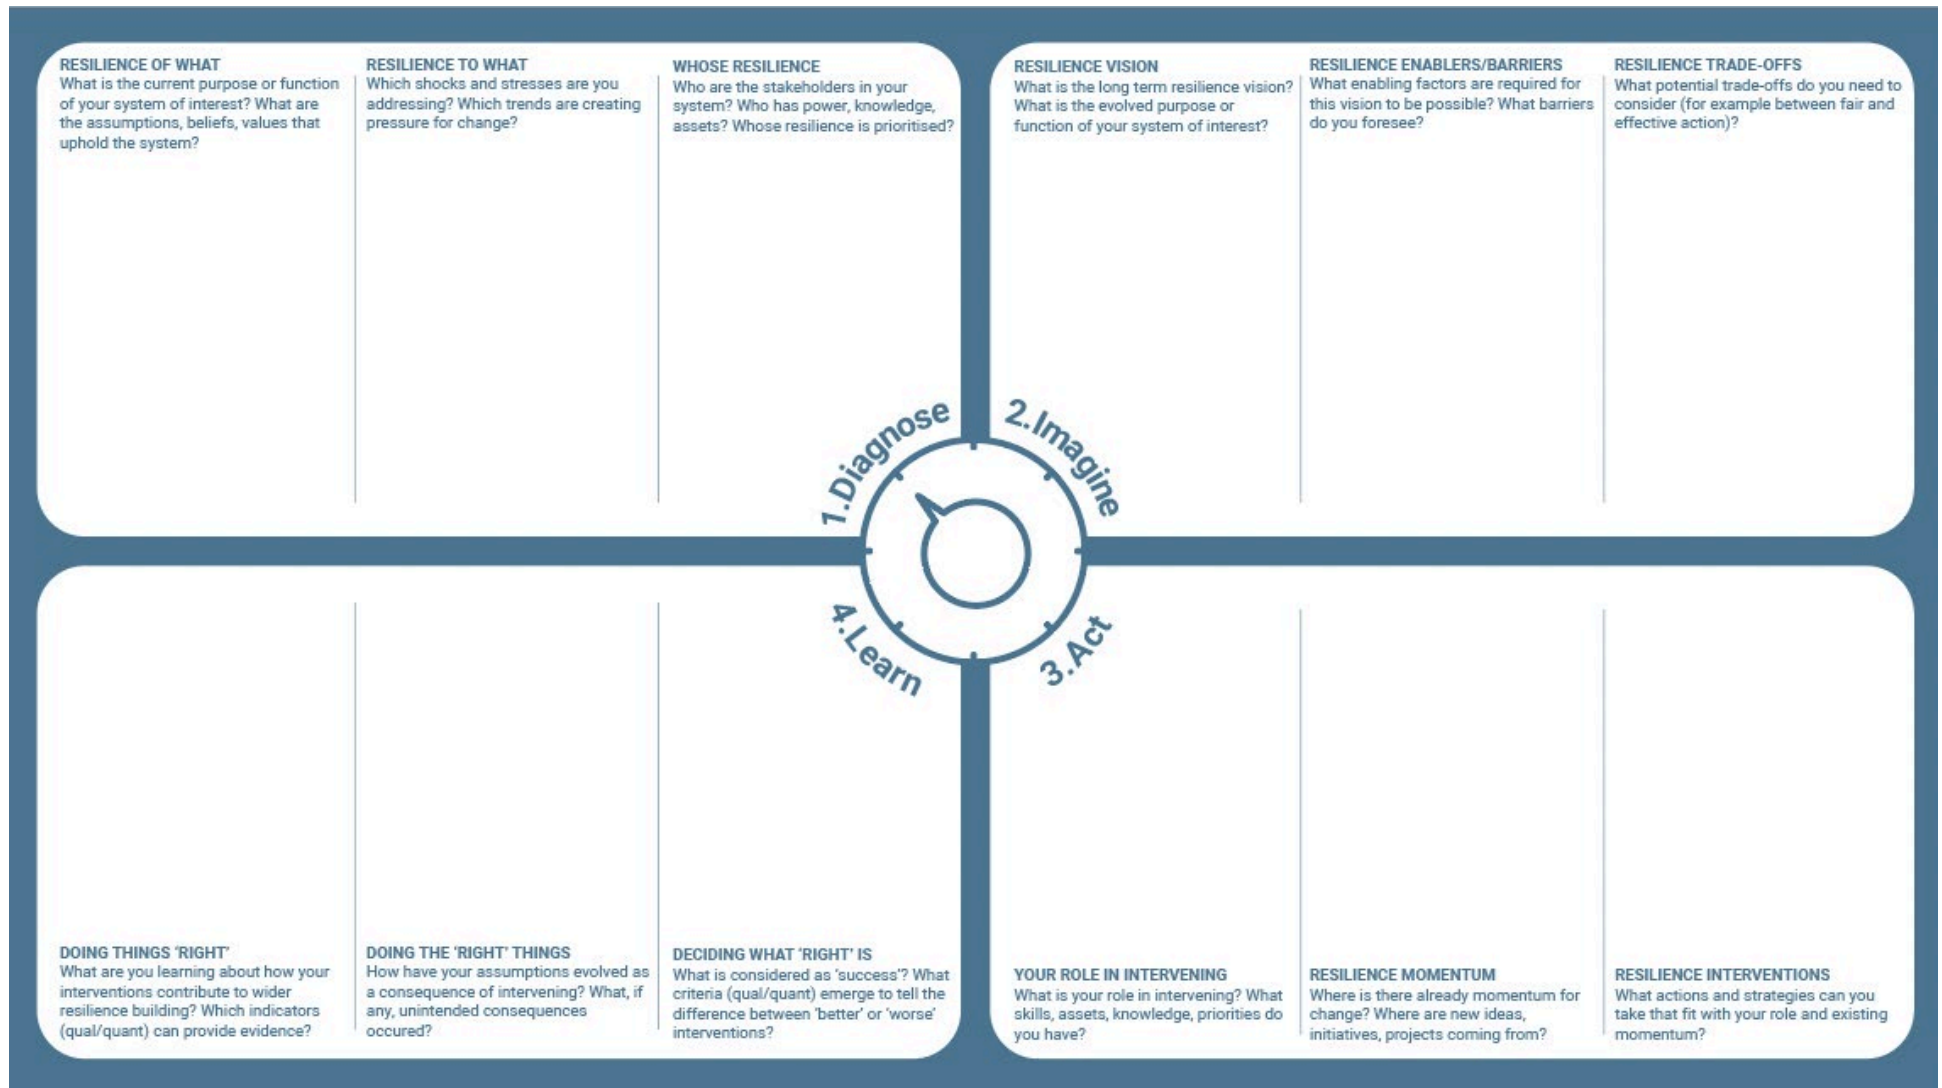 RESILIENCE OF WHAT
What is the current purpose or function
of your system of interest? What are
the assumptions, beliefs, values that
uphold the system?
RESILIENCE TO WHAT
Which shocks and stresses are you
addressing? Which trends are creating
pressure for change?
WHOSE RESILIENCE
Who are the stakeholders in your
system? Who has power, knowledge,
assets? Whose resilience is prioritised?
1.Diagnose
RESILIENCE VISION
What is the long term resilience vision?
What is the evolved purpose or
function of your system of interest?
RESILIENCE ENABLERS/BARRIERS
What enabling factors are required for
this vision to be possible? What barriers
do you foresee?
RESILIENCE TRADE-OFFS
What potential trade-offs do you need to
consider (for example between fair and
effective action)?
2.Imagine
3.Act
YOUR ROLE IN INTERVENING
What is your role in intervening? What
skills, assets, knowledge, priorities do
you have?
RESILIENCE MOMENTUM
Where is there already momentum for
change? Where are new ideas,
initiatives, projects coming from?
RESILIENCE INTERVENTIONS
What actions and strategies can you
take that fit with your role and existing
momentum?
4.Learn
DOING THINGS ‘RIGHT’
What are you learning about how your
interventions contribute to wider
resilience building? Which indicators
(qual/quant) can provide evidence?
DOING THE ‘RIGHT’ THINGS
How have your assumptions evolved as
a consequence of intervening? What, if
any, unintended consequences
occured?
DECIDING WHAT ‘RIGHT’ IS
What is considered as ‘success’? What
criteria (qual/quant) emerge to tell the
difference between ‘better’ or ‘worse’
interventions?